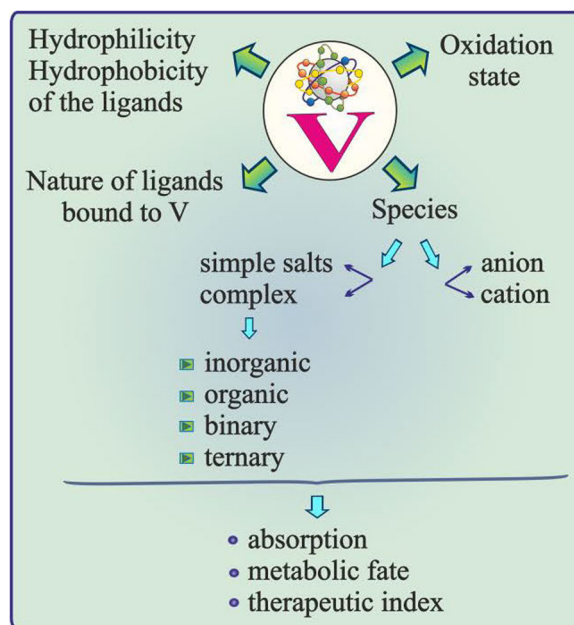 Hydrophilicity
Hydrophobicity
of the ligands
Oxidation
state
V
Nature of ligands
bound to V
Species
simple salts
complex
anion
cation
inorganic
organic
binary
ternary
absorption
metabolic fate
therapeutic index